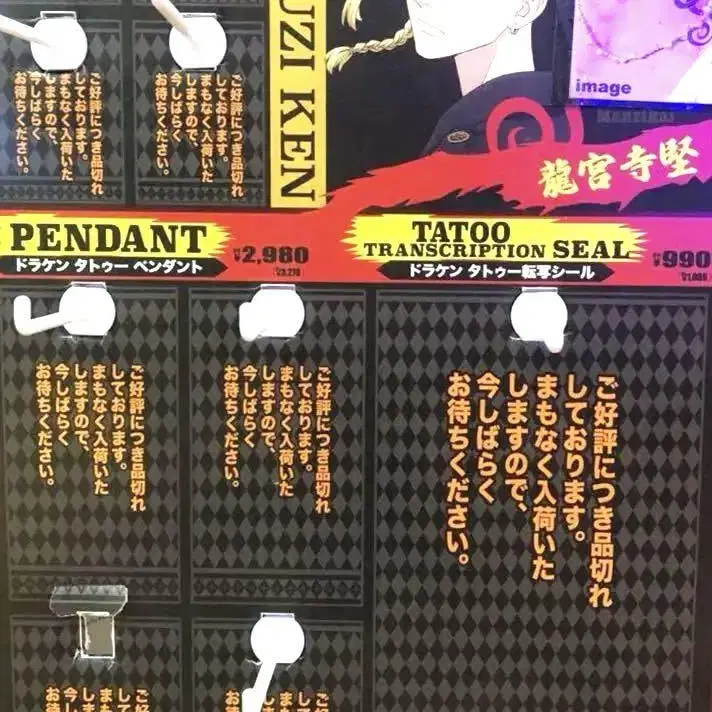 ご好評につき品切れ
しております。
まもなく入荷いた
しますので、
今しばらく
お待ちください。
ご好評につき品切れ
しております。
まもなく入荷いた
しますので、
今しばらく
お待ちください。
UZI KEN
image
龍宮寺堅
PENDANT
ドラケン タトゥー ペンダント
¥2,980
TATOO
TRANSCRIPTION SEAL
ドラケン タトゥー転写シール
¥990
ご好評につき品切れ
しております。
まもなく入荷いた
しますので、
今しばらく
お待ちください。
ご好評につき品切れ
しております。
まもなく入荷いた
しますので、
今しばらく
お待ちください。
ご好評につき品切れ
しております。
まもなく入荷いた
しますので、
今しばらく
お待ちください。